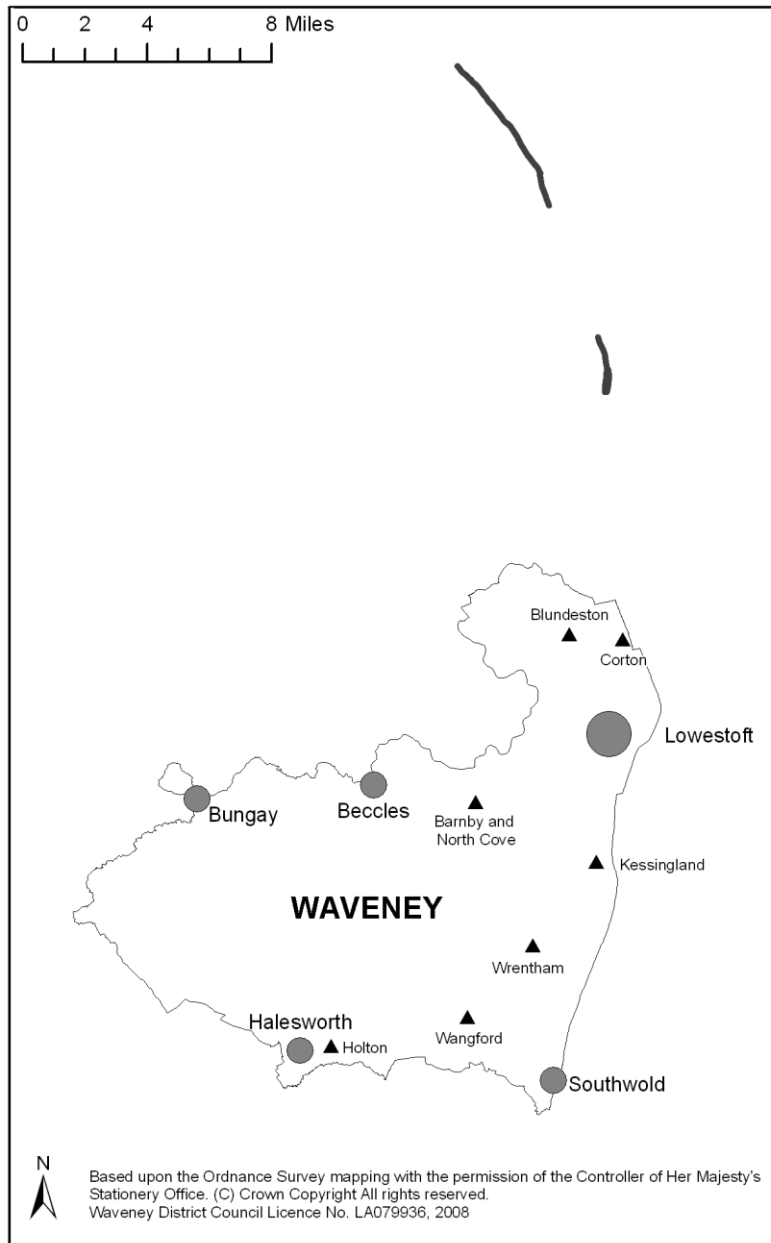 0 2 4 8 Miles
Blundeston
Corton
Lowestoft
Bungay
Beccles
Barnby and
North Cove
Kessingland
WAVENEY
Wrentham
Halesworth
Holton
Wangford
Southwold
N
Based upon the Ordnance Survey mapping with the permission of the Controller of Her Majesty's
Stationery Office. (C) Crown Copyright All rights reserved.
Waveney District Council Licence No. LA079936, 2008